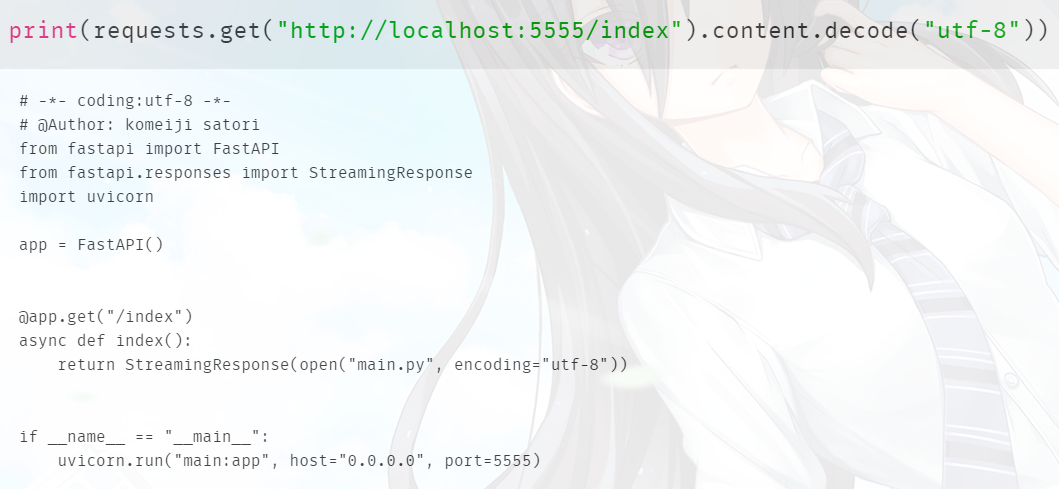 print(requests.get("http://localhost:5555/index").content.decode("utf-8"))
# -*- coding:utf-8 -*-
# @Author: komeiji satori
from fastapi import FastAPI
from fastapi.responses import StreamingResponse
import uvicorn
app = FastAPI()
@app.get("/index")
async def index():
    return StreamingResponse(open("main.py", encoding="utf-8"))
if __name__ == "__main__":
    uvicorn.run("main:app", host="0.0.0.0", port=5555)